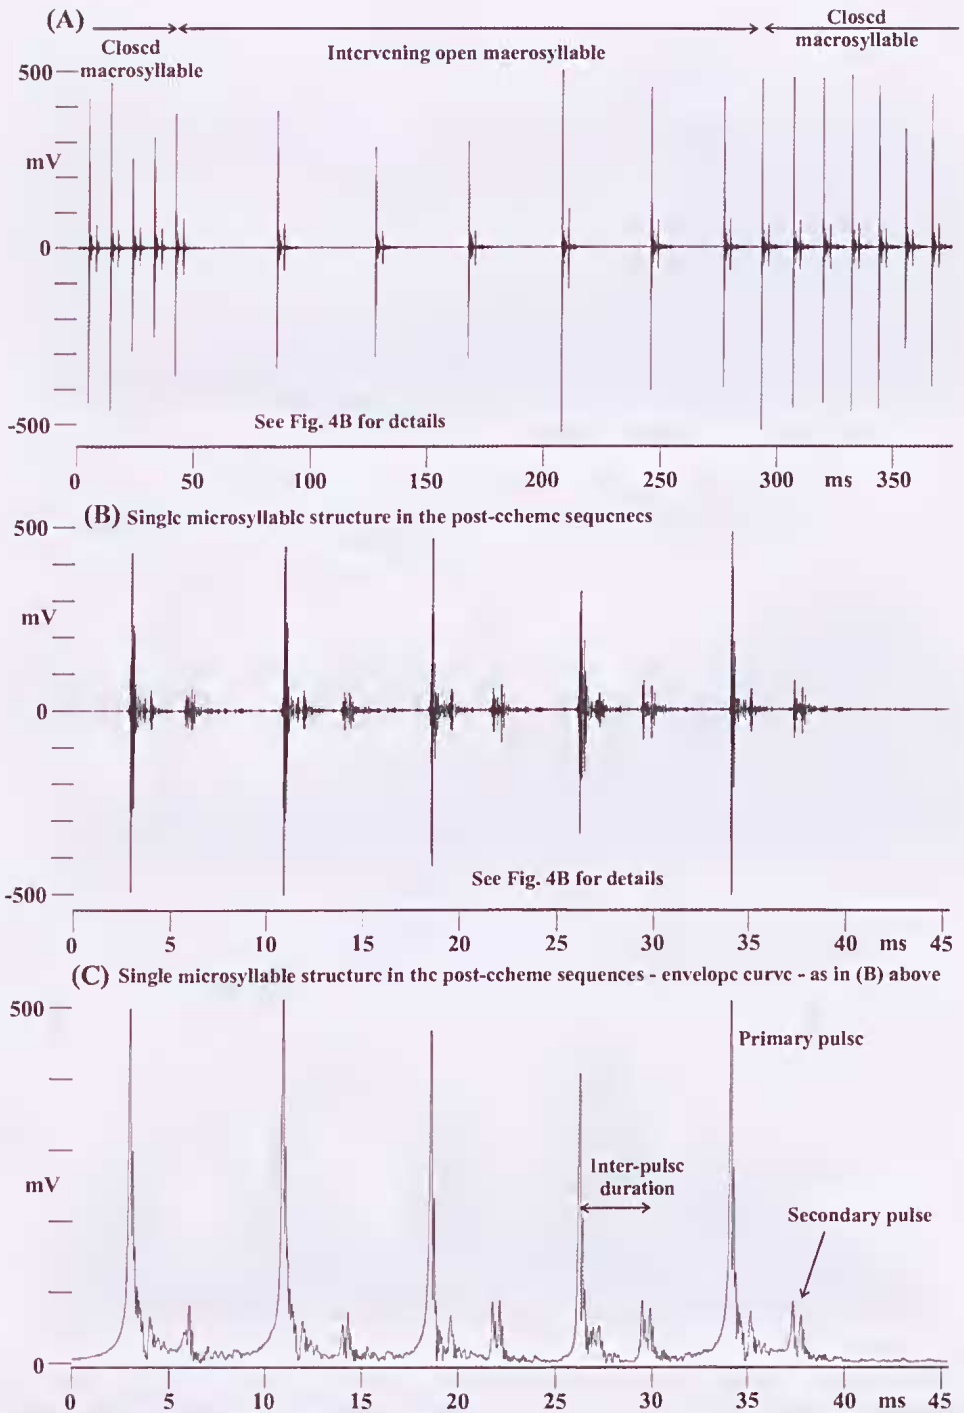 (A)
Closed
macrosyllable
Intervening open macrosyllable
Closed
macrosyllable
500
mV
0
-500
See Fig. 4B for details
0 50 100 150 200 250 300 ms 350
(B) Single microsyllable structure in the post-echeme sequences
500
mV
0
-500
See Fig. 4B for details
0 5 10 15 20 25 30 35 40 ms 45
(C) Single microsyllable structure in the post-echeme sequences - envelope curve - as in (B) above
500
Primary pulse
mV
Inter-pulse
duration
Secondary pulse
0
0 5 10 15 20 25 30 35 40 ms 45